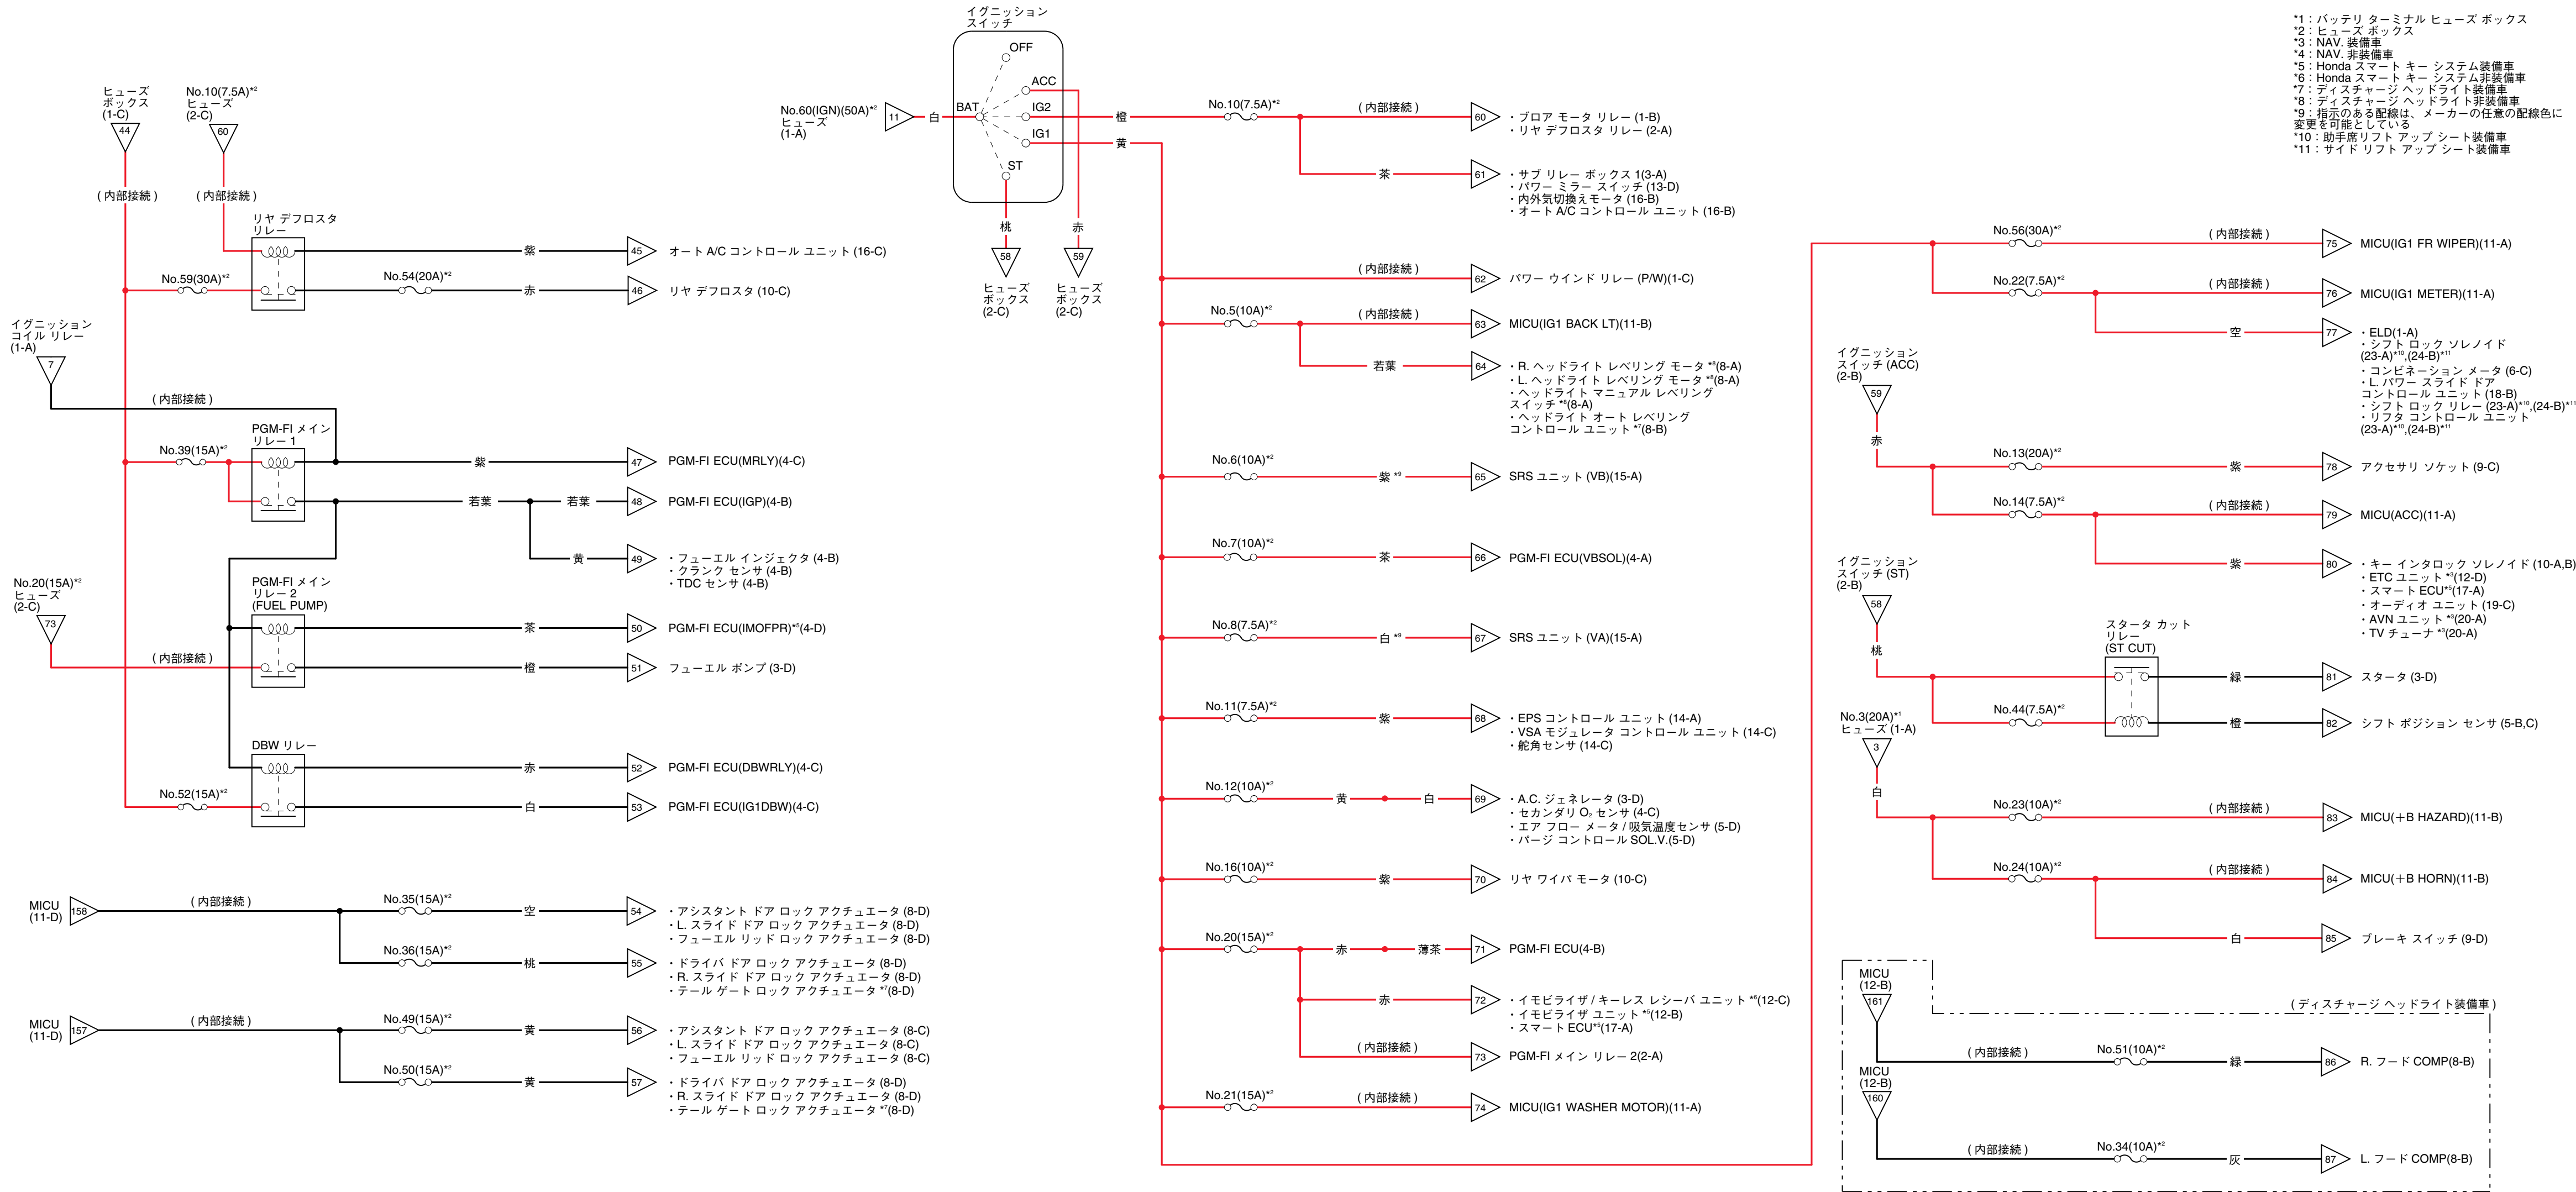 イグニッション
スイッチ
OFF
ACC
IG2
IG1
ST
BAT
No.60(IGN)(50A)*2
ヒューズ
(1-A)
11
白
橙
黄
桃
赤
58
ヒューズ
ボックス
(2-C)
59
ヒューズ
ボックス
(2-C)
*1：バッテリ ターミナル ヒューズ ボックス
*2：ヒューズ ボックス
*3：NAV. 装備車
*4：NAV. 非装備車
*5：Honda スマート キー システム装備車
*6：Honda スマート キー システム非装備車
*7：ディスチャージ ヘッドライト装備車
*8：ディスチャージ ヘッドライト非装備車
*9：指示のある配線は、メーカーの任意の配線色に
変更を可能としている
*10：助手席リフト アップ シート装備車
*11：サイド リフト アップ シート装備車
ヒューズ
ボックス
(1-C)
44
No.10(7.5A)*2
ヒューズ
(2-C)
60
(内部接続)
(内部接続)
リヤ デフロスタ
リレー
紫
45
オート A/C コントロール ユニット (16-C)
No.59(30A)*2
No.54(20A)*2
赤
46
リヤ デフロスタ (10-C)
イグニッション
コイル リレー
(1-A)
7
(内部接続)
PGM-FI メイン
リレー 1
No.39(15A)*2
紫
47
PGM-FI ECU(MRLY)(4-C)
若葉
若葉
48
PGM-FI ECU(IGP)(4-B)
黄
49
・フューエル インジェクタ (4-B)
・クランク センサ (4-B)
・TDC センサ (4-B)
No.20(15A)*2
ヒューズ
(2-C)
73
(内部接続)
PGM-FI メイン
リレー 2
(FUEL PUMP)
茶
50
PGM-FI ECU(IMOFPR)*5(4-D)
橙
51
フューエル ポンプ (3-D)
DBW リレー
赤
52
PGM-FI ECU(DBWRLY)(4-C)
No.52(15A)*2
白
53
PGM-FI ECU(IG1DBW)(4-C)
MICU
(11-D)
158
(内部接続)
No.35(15A)*2
空
54
・アシスタント ドア ロック アクチュエータ (8-D)
・L. スライド ドア ロック アクチュエータ (8-D)
・フューエル リッド ロック アクチュエータ (8-D)
No.36(15A)*2
桃
55
・ドライバ ドア ロック アクチュエータ (8-D)
・R. スライド ドア ロック アクチュエータ (8-D)
・テール ゲート ロック アクチュエータ *7(8-D)
MICU
(11-D)
157
(内部接続)
No.49(15A)*2
黄
56
・アシスタント ドア ロック アクチュエータ (8-C)
・L. スライド ドア ロック アクチュエータ (8-C)
・フューエル リッド ロック アクチュエータ (8-C)
No.50(15A)*2
黄
57
・ドライバ ドア ロック アクチュエータ (8-D)
・R. スライド ドア ロック アクチュエータ (8-D)
・テール ゲート ロック アクチュエータ *7(8-D)
No.10(7.5A)*2
(内部接続)
60
・ブロア モータ リレー (1-B)
・リヤ デフロスタ リレー (2-A)
茶
61
・サブ リレー ボックス 1(3-A)
・パワー ミラー スイッチ (13-D)
・内外気切換えモータ (16-B)
・オート A/C コントロール ユニット (16-B)
(内部接続)
62
パワー ウインド リレー (P/W)(1-C)
No.5(10A)*2
(内部接続)
63
MICU(IG1 BACK LT)(11-B)
若葉
64
・R. ヘッドライト レベリング モータ *8(8-A)
・L. ヘッドライト レベリング モータ *8(8-A)
・ヘッドライト マニュアル レベリング
スイッチ *8(8-A)
・ヘッドライト オート レベリング
コントロール ユニット *7(8-B)
No.6(10A)*2
紫 *9
65
SRS ユニット (VB)(15-A)
No.7(10A)*2
茶
66
PGM-FI ECU(VBSOL)(4-A)
No.8(7.5A)*2
白 *9
67
SRS ユニット (VA)(15-A)
No.11(7.5A)*2
紫
68
・EPS コントロール ユニット (14-A)
・VSA モジュレータ コントロール ユニット (14-C)
・舵角センサ (14-C)
No.12(10A)*2
黄
白
69
・A.C. ジェネレータ (3-D)
・セカンダリ O2 センサ (4-C)
・エア フロー メータ / 吸気温度センサ (5-D)
・パージ コントロール SOL.V.(5-D)
No.16(10A)*2
紫
70
リヤ ワイパ モータ (10-C)
No.20(15A)*2
赤
薄茶
71
PGM-FI ECU(4-B)
赤
72
・イモビライザ / キーレス レシーバ ユニット *6(12-C)
・イモビライザ ユニット *5(12-B)
・スマート ECU*5(17-A)
(内部接続)
73
PGM-FI メイン リレー 2(2-A)
No.21(15A)*2
(内部接続)
74
MICU(IG1 WASHER MOTOR)(11-A)
No.56(30A)*2
(内部接続)
75
MICU(IG1 FR WIPER)(11-A)
No.22(7.5A)*2
(内部接続)
76
MICU(IG1 METER)(11-A)
空
77
・ELD(1-A)
・シフト ロック ソレノイド
(23-A)*10,(24-B)*11
・コンビネーション メータ (6-C)
・L. パワー スライド ドア
コントロール ユニット (18-B)
・シフト ロック リレー (23-A)*10,(24-B)*11
・リフタ コントロール ユニット
(23-A)*10,(24-B)*11
イグニッション
スイッチ (ACC)
(2-B)
59
赤
No.13(20A)*2
紫
78
アクセサリ ソケット (9-C)
No.14(7.5A)*2
(内部接続)
79
MICU(ACC)(11-A)
紫
80
・キー インタロック ソレノイド (10-A,B)
・ETC ユニット *3(12-D)
・スマート ECU*5(17-A)
・オーディオ ユニット (19-C)
・AVN ユニット *3(20-A)
・TV チューナ *3(20-A)
イグニッション
スイッチ (ST)
(2-B)
58
桃
スタータ カット
リレー
(ST CUT)
緑
81
スタータ (3-D)
No.44(7.5A)*2
橙
82
シフト ポジション センサ (5-B,C)
No.3(20A)*1
ヒューズ (1-A)
3
白
No.23(10A)*2
(内部接続)
83
MICU(＋B HAZARD)(11-B)
No.24(10A)*2
(内部接続)
84
MICU(＋B HORN)(11-B)
白
85
ブレーキ スイッチ (9-D)
MICU
(12-B)
161
(ディスチャージ ヘッドライト装備車)
(内部接続)
No.51(10A)*2
緑
86
R. フード COMP(8-B)
MICU
(12-B)
160
(内部接続)
No.34(10A)*2
灰
87
L. フード COMP(8-B)